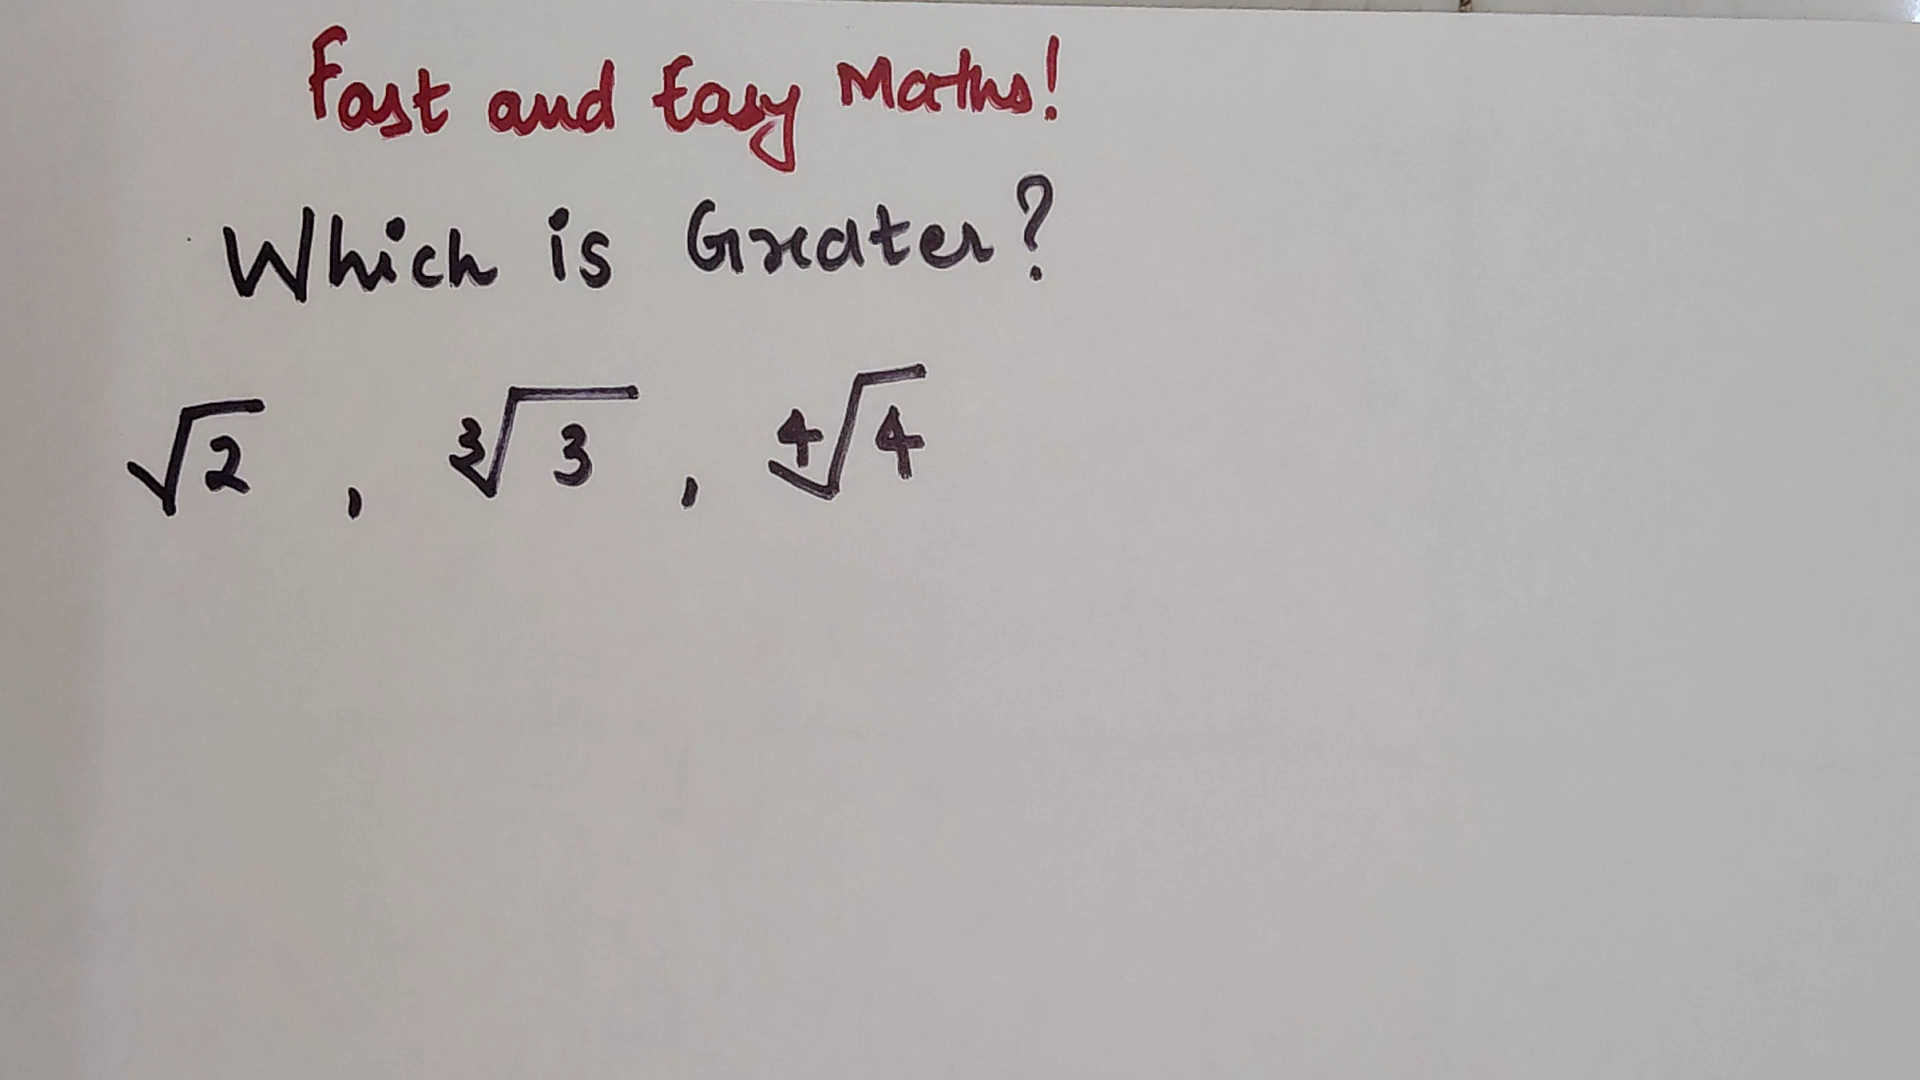 Fast and Easy Maths!
Which is Greater?
√2 , ∛3 , ∜4